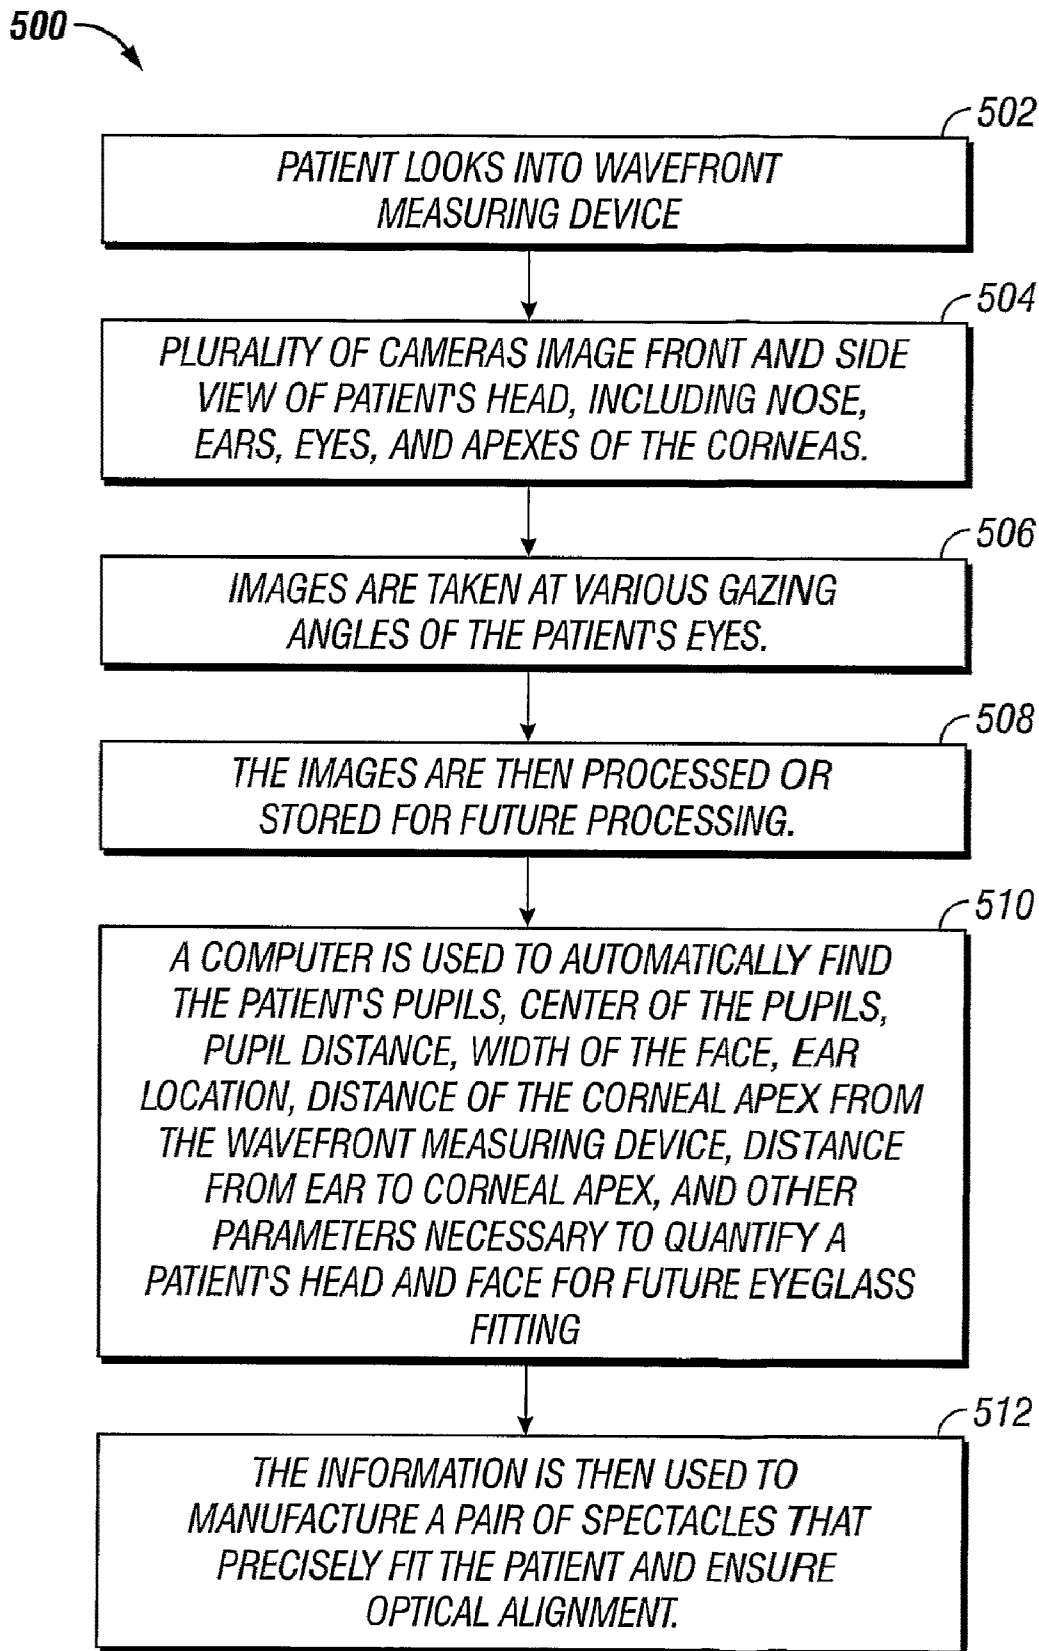 500
502
PATIENT LOOKS INTO WAVEFRONT
MEASURING DEVICE
504
PLURALITY OF CAMERAS IMAGE FRONT AND SIDE
VIEW OF PATIENT'S HEAD, INCLUDING NOSE,
EARS, EYES, AND APEXES OF THE CORNEAS.
506
IMAGES ARE TAKEN AT VARIOUS GAZING
ANGLES OF THE PATIENT'S EYES.
508
THE IMAGES ARE THEN PROCESSED OR
STORED FOR FUTURE PROCESSING.
510
A COMPUTER IS USED TO AUTOMATICALLY FIND
THE PATIENT'S PUPILS, CENTER OF THE PUPILS,
PUPIL DISTANCE, WIDTH OF THE FACE, EAR
LOCATION, DISTANCE OF THE CORNEAL APEX FROM
THE WAVEFRONT MEASURING DEVICE, DISTANCE
FROM EAR TO CORNEAL APEX, AND OTHER
PARAMETERS NECESSARY TO QUANTIFY A
PATIENT'S HEAD AND FACE FOR FUTURE EYEGLASS
FITTING
512
THE INFORMATION IS THEN USED TO
MANUFACTURE A PAIR OF SPECTACLES THAT
PRECISELY FIT THE PATIENT AND ENSURE
OPTICAL ALIGNMENT.